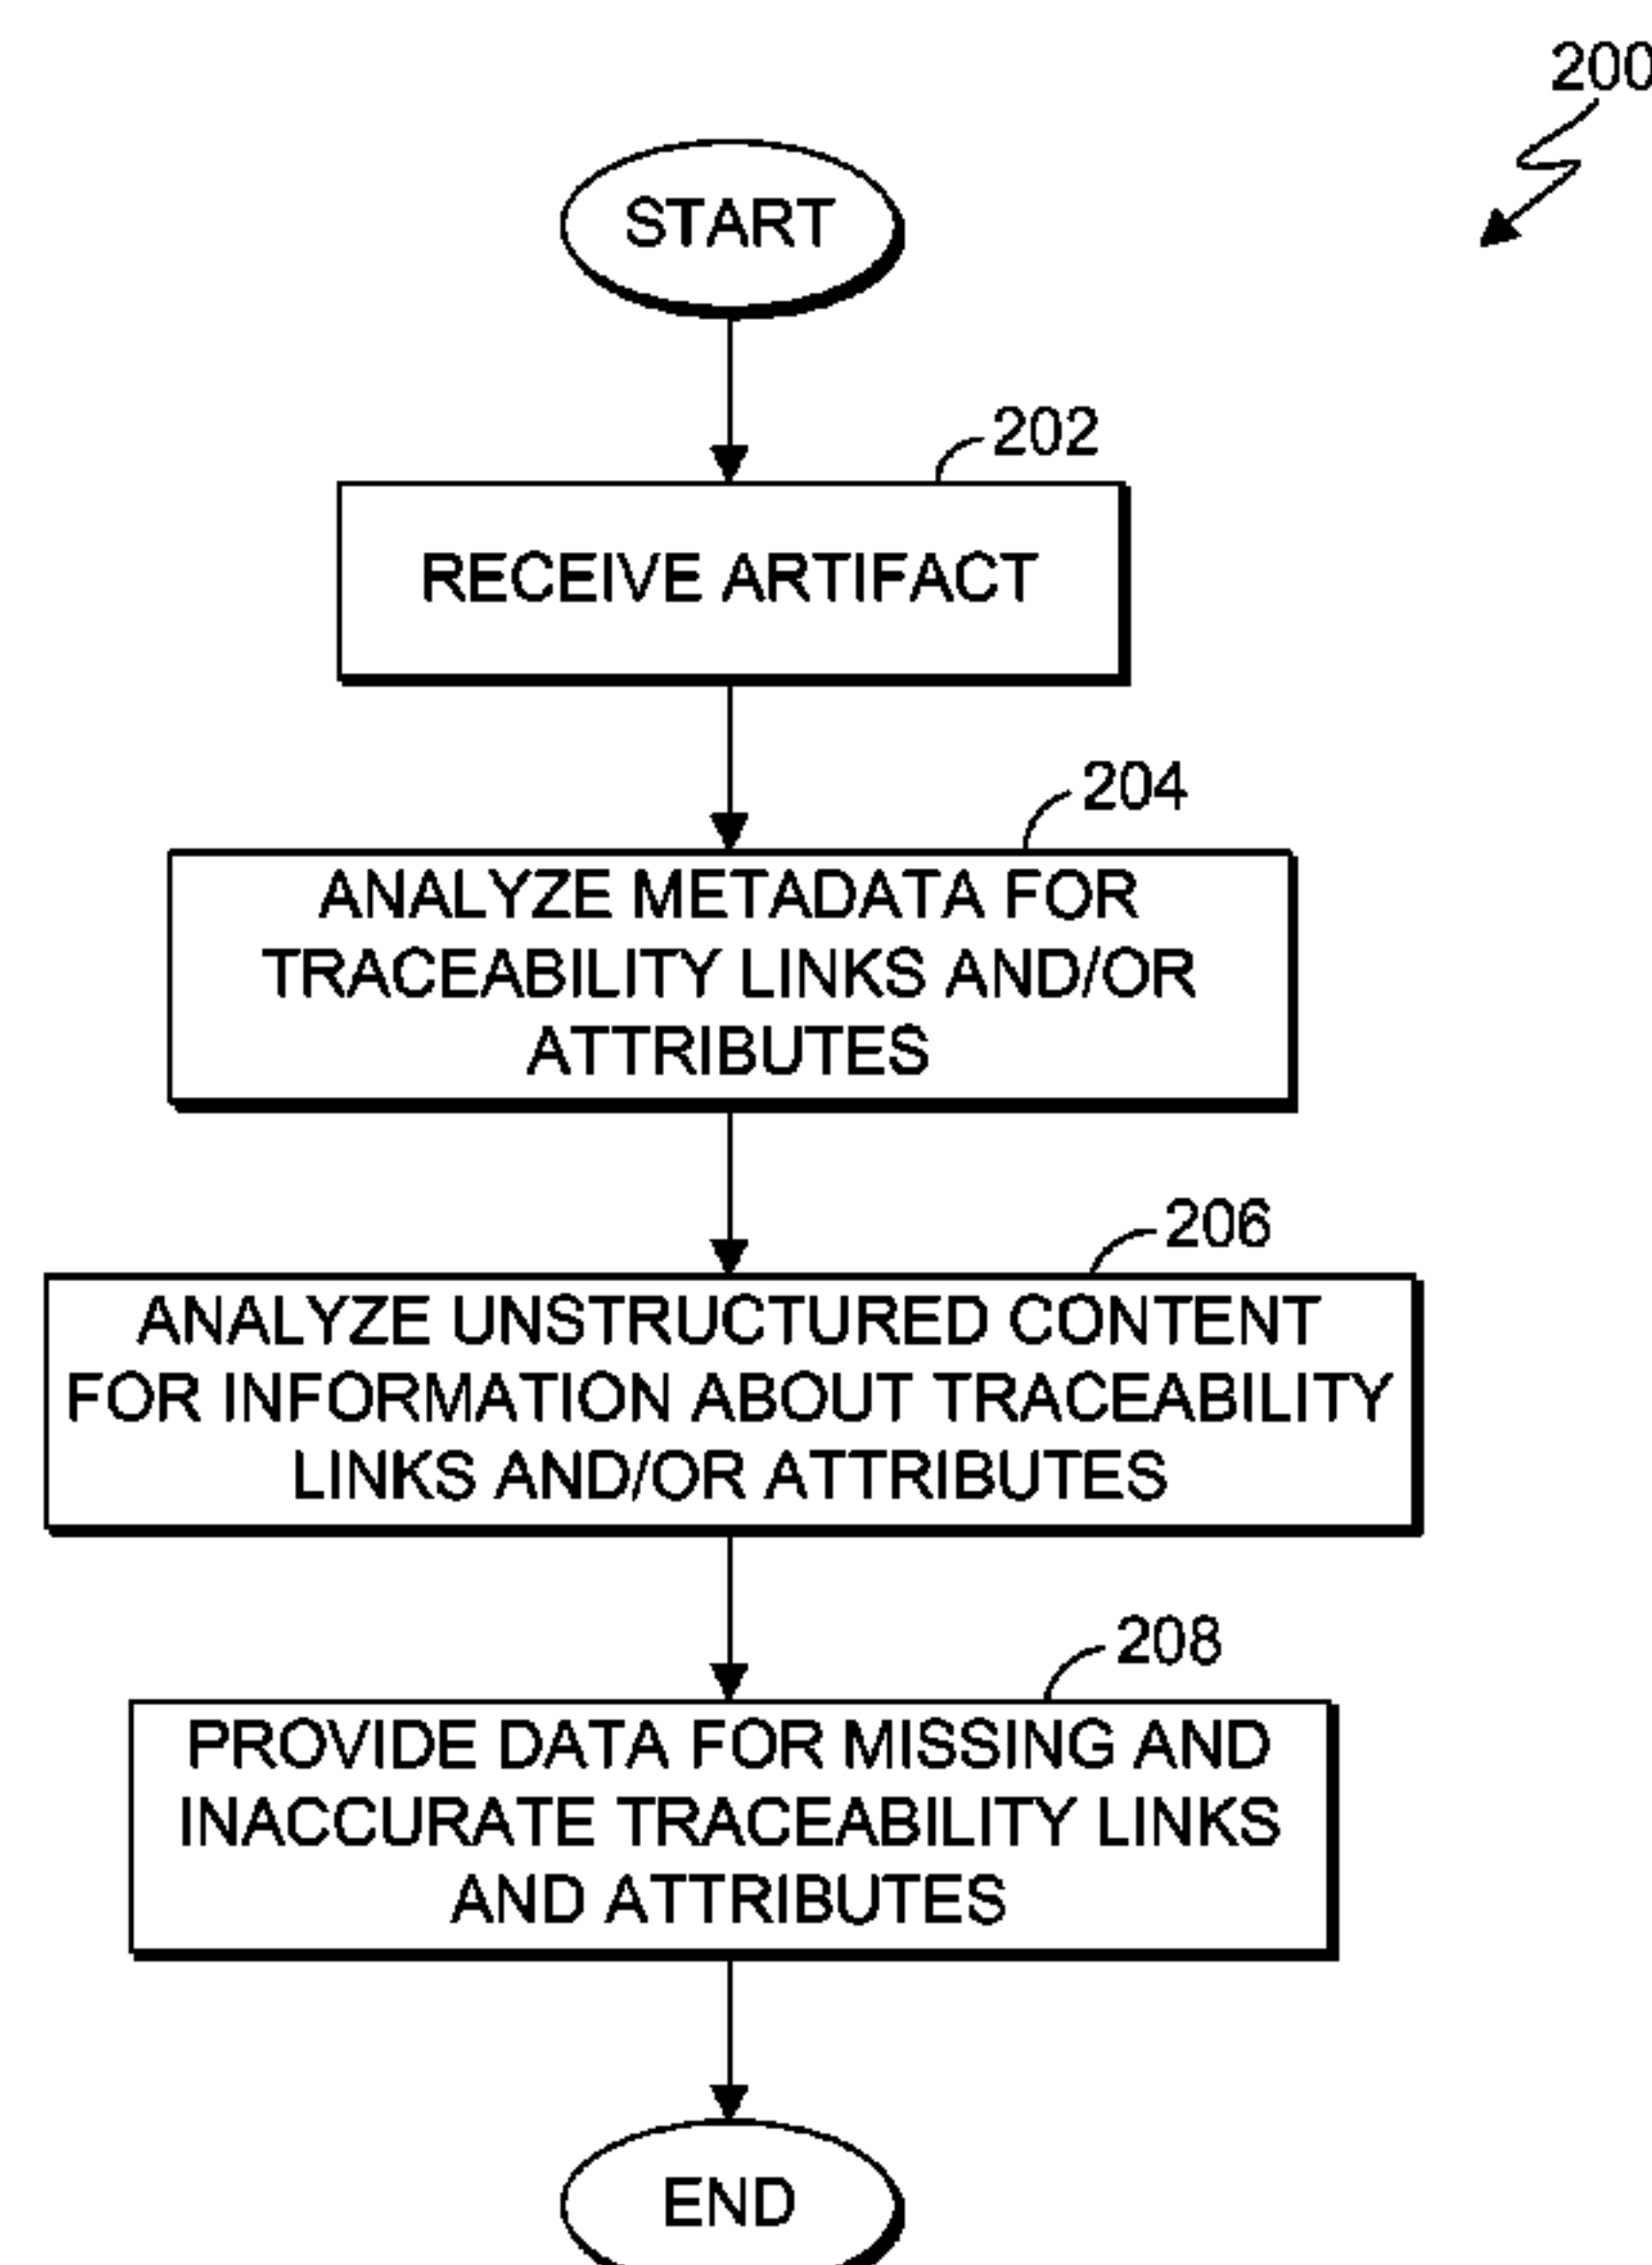 200
START
202
RECEIVE ARTIFACT
204
ANALYZE METADATA FOR
TRACEABILITY LINKS AND/OR
ATTRIBUTES
206
ANALYZE UNSTRUCTURED CONTENT
FOR INFORMATION ABOUT TRACEABILITY
LINKS AND/OR ATTRIBUTES
208
PROVIDE DATA FOR MISSING AND
INACCURATE TRACEABILITY LINKS
AND ATTRIBUTES
END